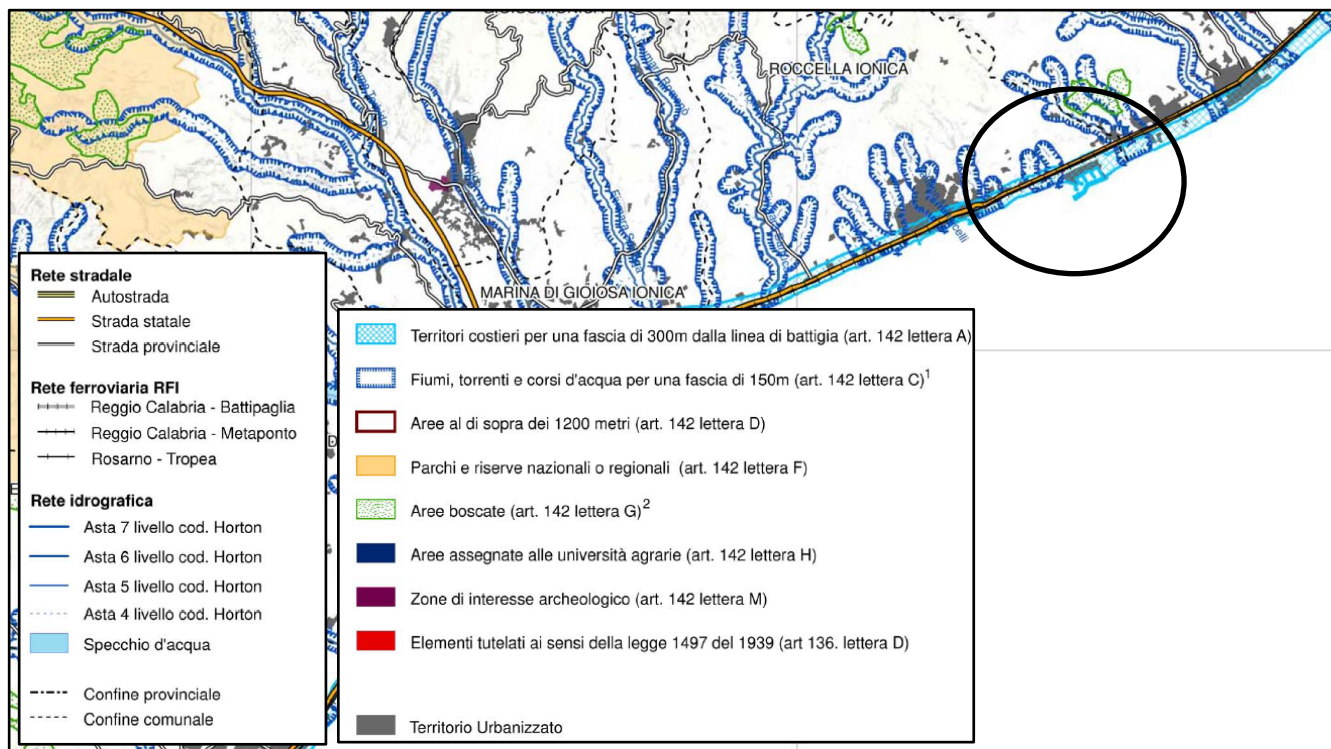 GIOIOSA IONICA
ROCCELLA IONICA
MARINA DI GIOIOSA IONICA
Rete stradale
Autostrada
Strada statale
Strada provinciale
Rete ferroviaria RFI
Reggio Calabria - Battipaglia
Reggio Calabria - Metaponto
Rosarno - Tropea
Rete idrografica
Asta 7 livello cod. Horton
Asta 6 livello cod. Horton
Asta 5 livello cod. Horton
Asta 4 livello cod. Horton
Specchio d'acqua
Confine provinciale
Confine comunale
Territori costieri per una fascia di 300m dalla linea di battigia (art. 142 lettera A)
Fiumi, torrenti e corsi d'acqua per una fascia di 150m (art. 142 lettera C)¹
Aree al di sopra dei 1200 metri (art. 142 lettera D)
Parchi e riserve nazionali o regionali (art. 142 lettera F)
Aree boscate (art. 142 lettera G)²
Aree assegnate alle università agrarie (art. 142 lettera H)
Zone di interesse archeologico (art. 142 lettera M)
Elementi tutelati ai sensi della legge 1497 del 1939 (art 136. lettera D)
Territorio Urbanizzato